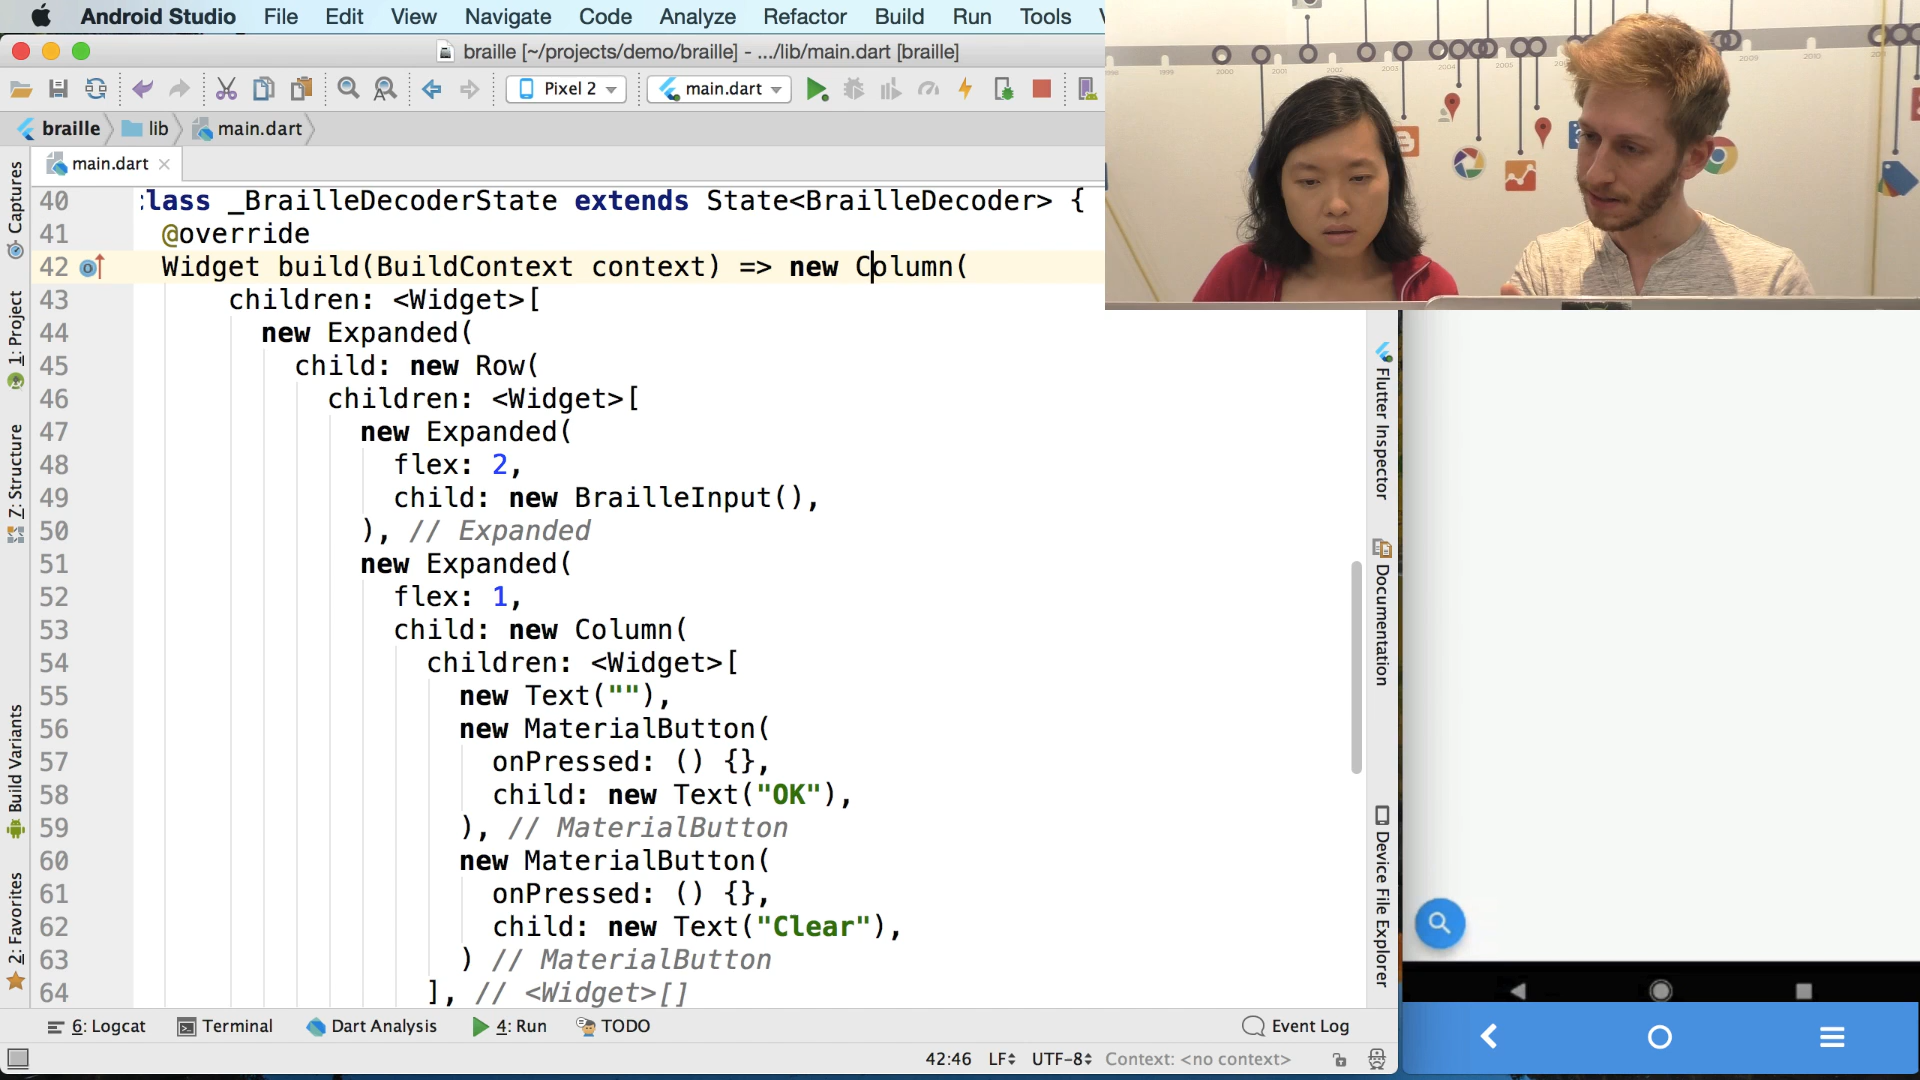 Android Studio File Edit View Navigate Code Analyze Refactor Build Run Tools
braille [~/projects/demo/braille] - .../lib/main.dart [braille]
Pixel 2 main.dart
braille lib main.dart
main.dart
Captures
1: Project
Z: Structure
Build Variants
2: Favorites
40 :lass _BrailleDecoderState extends State<BrailleDecoder> {
41 @override
42 Widget build(BuildContext context) => new Column(
43 children: <Widget>[
44 new Expanded(
45 child: new Row(
46 children: <Widget>[
47 new Expanded(
48 flex: 2,
49 child: new BrailleInput(),
50 ), // Expanded
51 new Expanded(
52 flex: 1,
53 child: new Column(
54 children: <Widget>[
55 new Text(""),
56 new MaterialButton(
57 onPressed: () {},
58 child: new Text("OK"),
59 ), // MaterialButton
60 new MaterialButton(
61 onPressed: () {},
62 child: new Text("Clear"),
63 ) // MaterialButton
64 ], // <Widget>[]
Flutter Inspector
Documentation
Device File Explorer
6: Logcat Terminal Dart Analysis 4: Run TODO Event Log
42:46 LF UTF-8 Context: <no context>